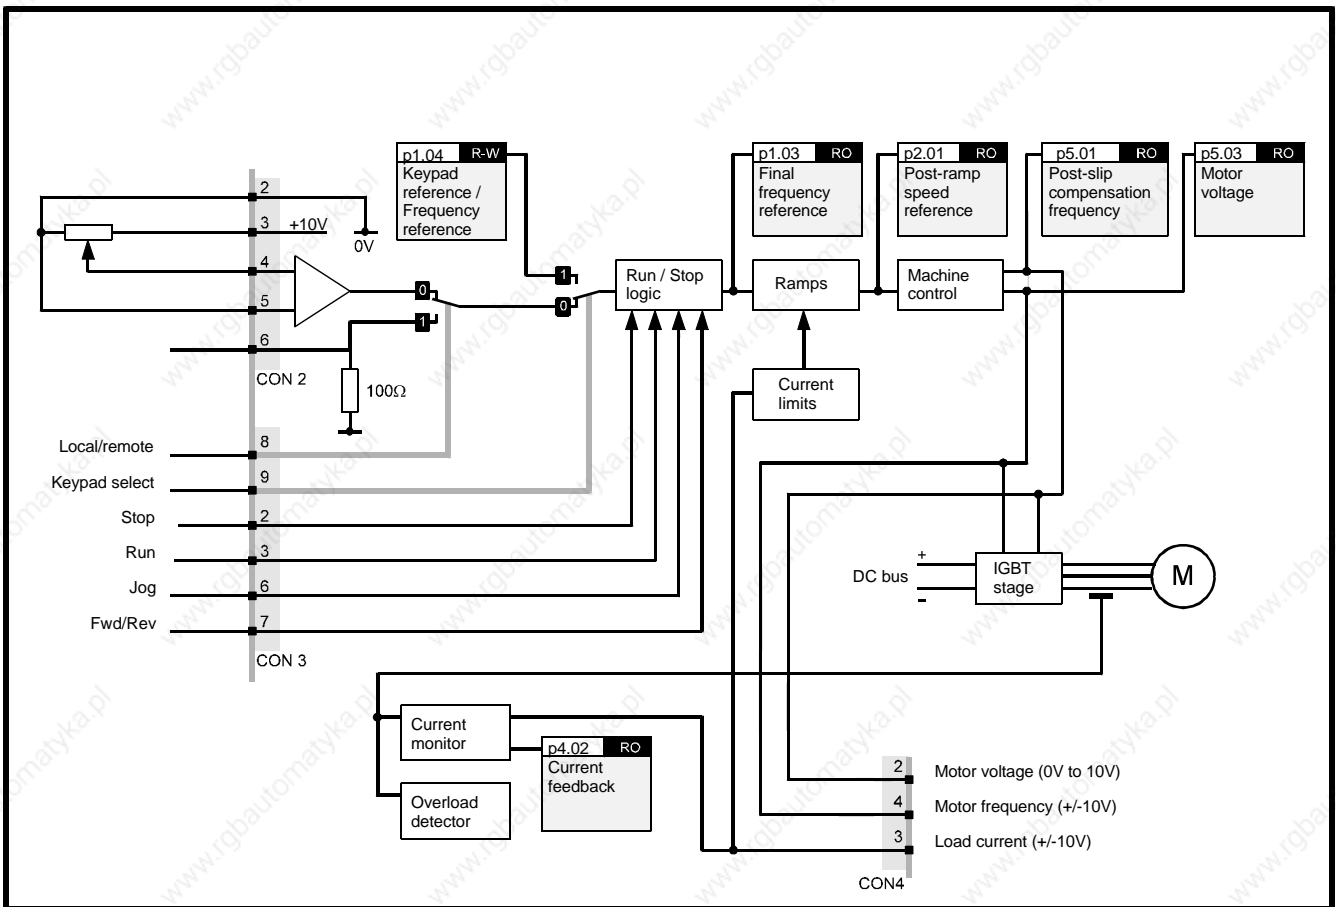 p1.04 R-W
Keypad
reference /
Frequency
reference
p1.03 RO
Final
frequency
reference
p2.01 RO
Post-ramp
speed
reference
p5.01 RO
Post-slip
compensation
frequency
p5.03 RO
Motor
voltage
2
3 +10V
0V
4
5
6
CON 2
100Ω
0
1
1
0
Run / Stop
logic
Ramps
Machine
control
Current
limits
Local/remote 8
Keypad select 9
Stop 2
Run 3
Jog 6
Fwd/Rev 7
CON 3
DC bus
+
-
IGBT
stage
M
Current
monitor
p4.02 RO
Current
feedback
Overload
detector
2 Motor voltage (0V to 10V)
4 Motor frequency (+/-10V)
3 Load current (+/-10V)
CON4
www.rgbautomatyka.pl